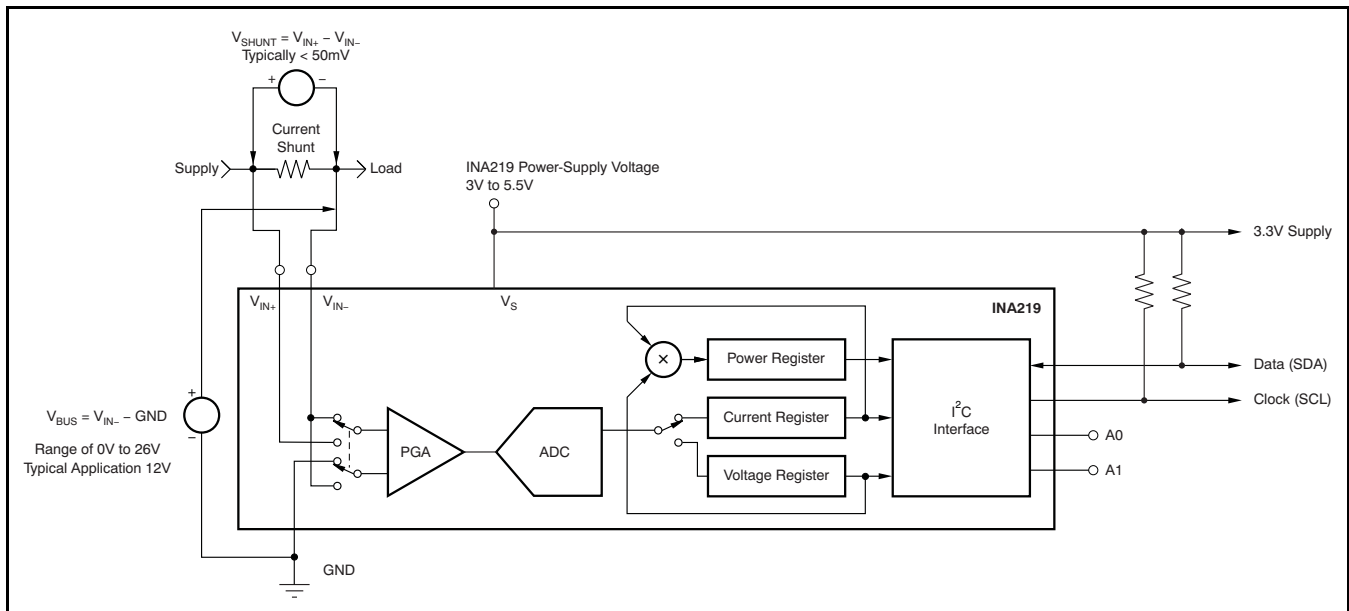 V_SHUNT = V_IN+ − V_IN−
Typically < 50mV
+
−
Current
Shunt
Supply
Load
INA219 Power-Supply Voltage
3V to 5.5V
3.3V Supply
V_IN+
V_IN−
V_S
INA219
×
Power Register
Data (SDA)
+
V_BUS = V_IN− − GND
−
Range of 0V to 26V
Typical Application 12V
Current Register
Clock (SCL)
I²C
Interface
A0
PGA
ADC
Voltage Register
A1
GND